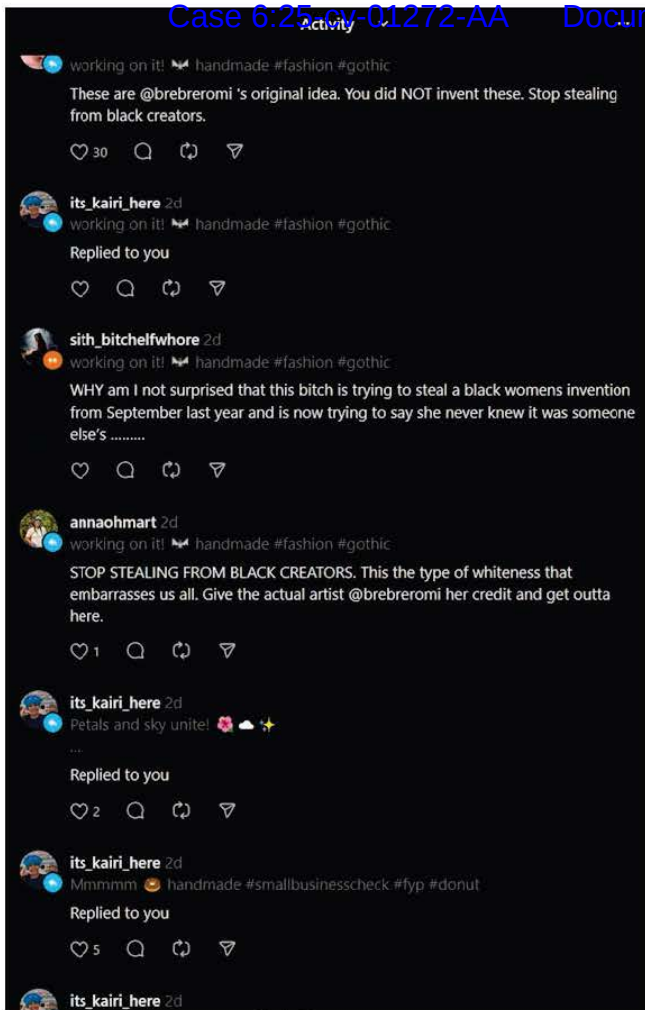 Case 6:25-cv-01272-AA Docu
Activity
working on it! handmade #fashion #gothic
These are @brebreromi 's original idea. You did NOT invent these. Stop stealing
from black creators.
30
its_kairi_here 2d
working on it! handmade #fashion #gothic
Replied to you
sith_bitchelfwhore 2d
working on it! handmade #fashion #gothic
WHY am I not surprised that this bitch is trying to steal a black womens invention
from September last year and is now trying to say she never knew it was someone
else's .........
annaohmart 2d
working on it! handmade #fashion #gothic
STOP STEALING FROM BLACK CREATORS. This the type of whiteness that
embarrasses us all. Give the actual artist @brebreromi her credit and get outta
here.
1
its_kairi_here 2d
Petals and sky unite! 🌺 ☁️ ✨
...
Replied to you
2
its_kairi_here 2d
Mmmmm 🍩 handmade #smallbusinesscheck #fyp #donut
Replied to you
5
its_kairi_here 2d